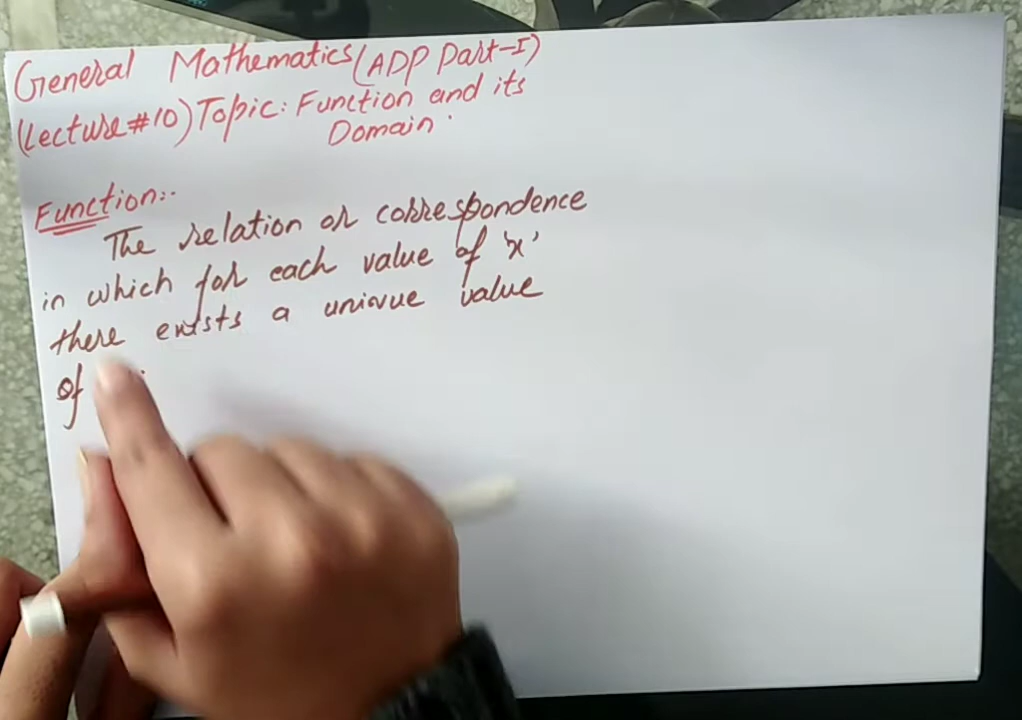 General Mathematics (ADP Part-I)
(Lecture #10) Topic: Function and its
Domain.
Function:-
The relation or correspondence
in which for each value of 'x'
there exists a unique value
of